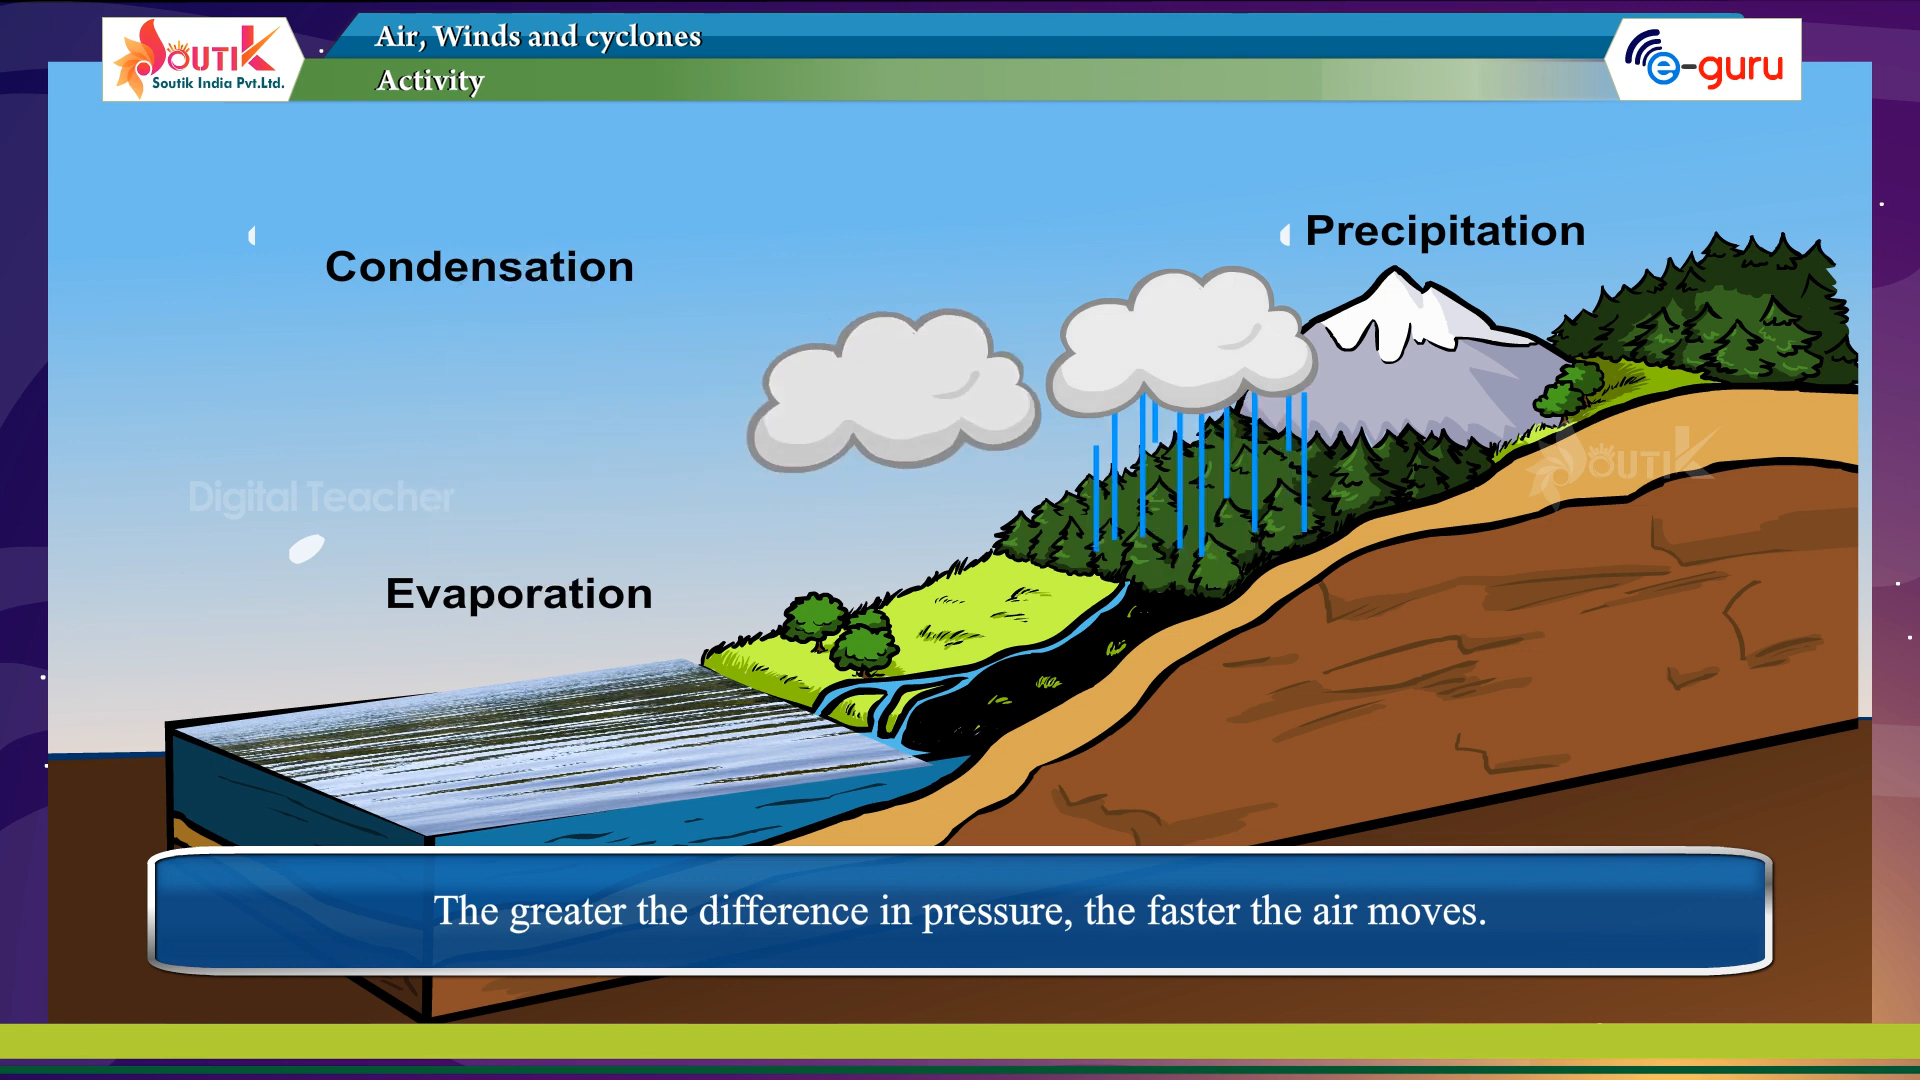 SOUTIK
Soutik India Pvt.Ltd.
Air, Winds and cyclones
Activity
e-guru
Condensation
Precipitation
Digital Teacher
SOUTIK
Evaporation
The greater the difference in pressure, the faster the air moves.